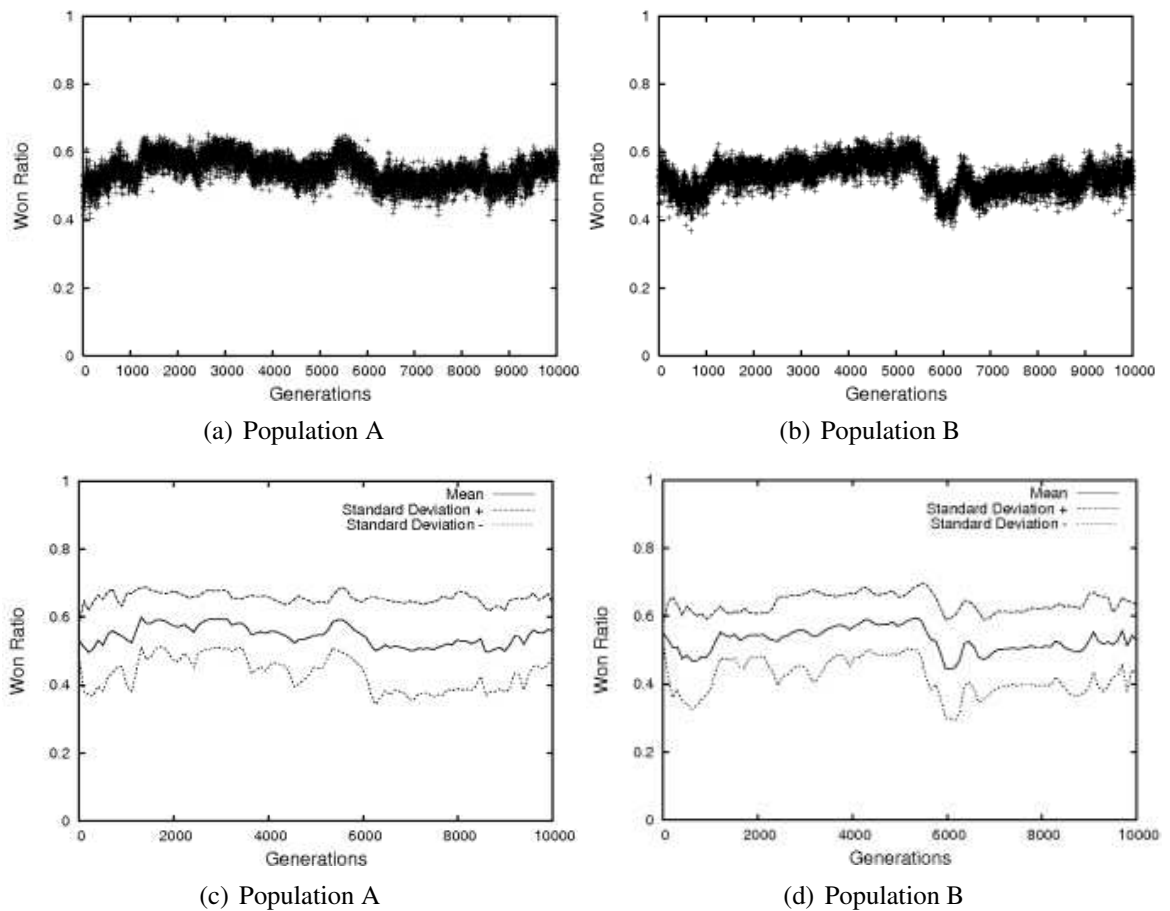 1
0.8
0.6
0.4
0.2
0
Won Ratio
0 1000 2000 3000 4000 5000 6000 7000 8000 9000 10000
Generations
(a) Population A
1
0.8
0.6
0.4
0.2
0
Won Ratio
0 1000 2000 3000 4000 5000 6000 7000 8000 9000 10000
Generations
(b) Population B
1
0.8
0.6
0.4
0.2
0
Won Ratio
Mean
Standard Deviation +
Standard Deviation -
0 2000 4000 6000 8000 10000
Generations
(c) Population A
1
0.8
0.6
0.4
0.2
0
Won Ratio
Mean
Standard Deviation +
Standard Deviation -
0 2000 4000 6000 8000 10000
Generations
(d) Population B